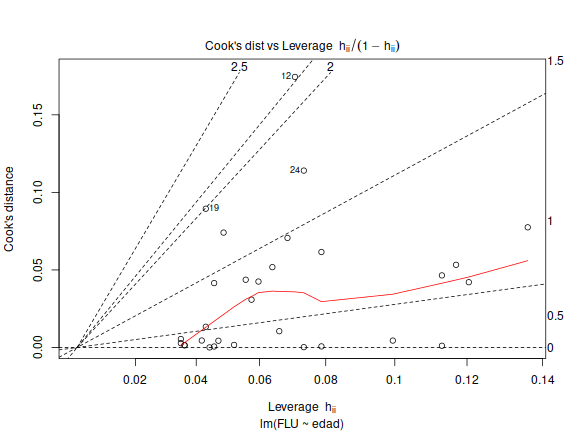 Cook's dist vs Leverage hii/(1 − hii)
2.5
2
1.5
12
0.15
24
0.10
19
1
Cook's distance
0.05
0.5
0.00
0
0.02 0.04 0.06 0.08 0.1 0.12 0.14
Leverage hii
lm(FLU ~ edad)